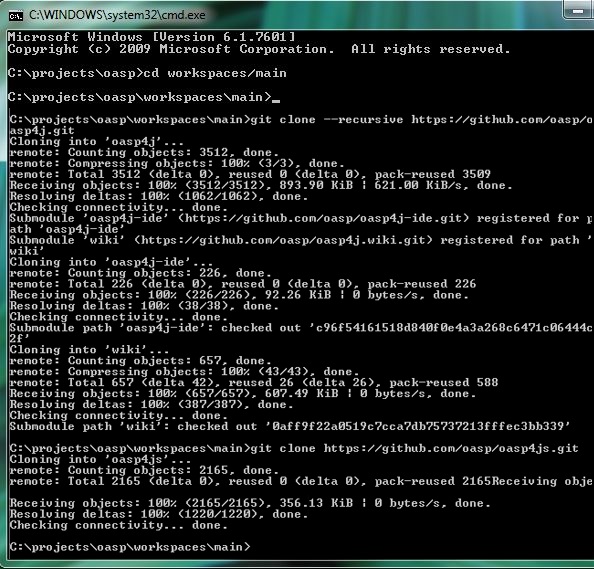 C:\WINDOWS\system32\cmd.exe
Microsoft Windows [Version 6.1.7601]
Copyright (c) 2009 Microsoft Corporation.  All rights reserved.
C:\projects\oasp>cd workspaces/main
C:\projects\oasp\workspaces\main>_
C:\projects\oasp\workspaces\main>git clone --recursive https://github.com/oasp/o
asp4j.git
Cloning into 'oasp4j'...
remote: Counting objects: 3512, done.
remote: Compressing objects: 100% (3/3), done.
remote: Total 3512 (delta 0), reused 0 (delta 0), pack-reused 3509
Receiving objects: 100% (3512/3512), 893.90 KiB ¦ 621.00 KiB/s, done.
Resolving deltas: 100% (1062/1062), done.
Checking connectivity... done.
Submodule 'oasp4j-ide' (https://github.com/oasp/oasp4j-ide.git) registered for p
ath 'oasp4j-ide'
Submodule 'wiki' (https://github.com/oasp/oasp4j.wiki.git) registered for path '
wiki'
Cloning into 'oasp4j-ide'...
remote: Counting objects: 226, done.
remote: Total 226 (delta 0), reused 0 (delta 0), pack-reused 226
Receiving objects: 100% (226/226), 92.26 KiB ¦ 0 bytes/s, done.
Resolving deltas: 100% (38/38), done.
Checking connectivity... done.
Submodule path 'oasp4j-ide': checked out 'c96f54161518d840f0e4a3a268c6471c06444c
2f'
Cloning into 'wiki'...
remote: Counting objects: 657, done.
remote: Compressing objects: 100% (43/43), done.
remote: Total 657 (delta 42), reused 26 (delta 26), pack-reused 588
Receiving objects: 100% (657/657), 607.49 KiB ¦ 0 bytes/s, done.
Resolving deltas: 100% (387/387), done.
Checking connectivity... done.
Submodule path 'wiki': checked out '0aff9f22a0519c7cca7db75737213fffec3bb339'
C:\projects\oasp\workspaces\main>git clone https://github.com/oasp/oasp4js.git
Cloning into 'oasp4js'...
remote: Counting objects: 2165, done.
remote: Total 2165 (delta 0), reused 0 (delta 0), pack-reused 2165Receiving obje
Receiving objects: 100% (2165/2165), 356.13 KiB ¦ 0 bytes/s, done.
Resolving deltas: 100% (1220/1220), done.
Checking connectivity... done.
C:\projects\oasp\workspaces\main>